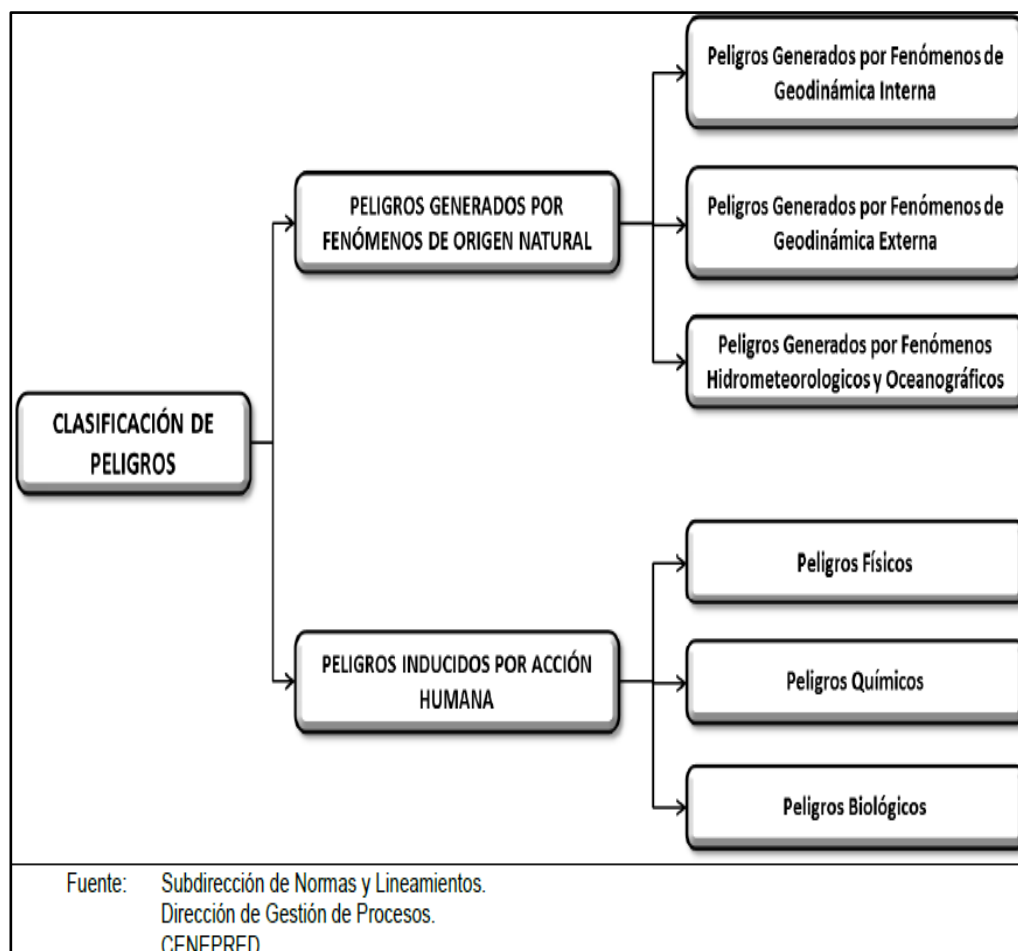 Peligros Generados por Fenómenos de
Geodinámica Interna
PELIGROS GENERADOS POR
FENÓMENOS DE ORIGEN NATURAL
Peligros Generados por Fenómenos de
Geodinámica Externa
Peligros Generados por Fenómenos
Hidrometeorologicos y Oceanográficos
CLASIFICACIÓN DE
PELIGROS
Peligros Físicos
PELIGROS INDUCIDOS POR ACCIÓN
HUMANA
Peligros Químicos
Peligros Biológicos
Fuente: Subdirección de Normas y Lineamientos.
Dirección de Gestión de Procesos.
CENEPRED